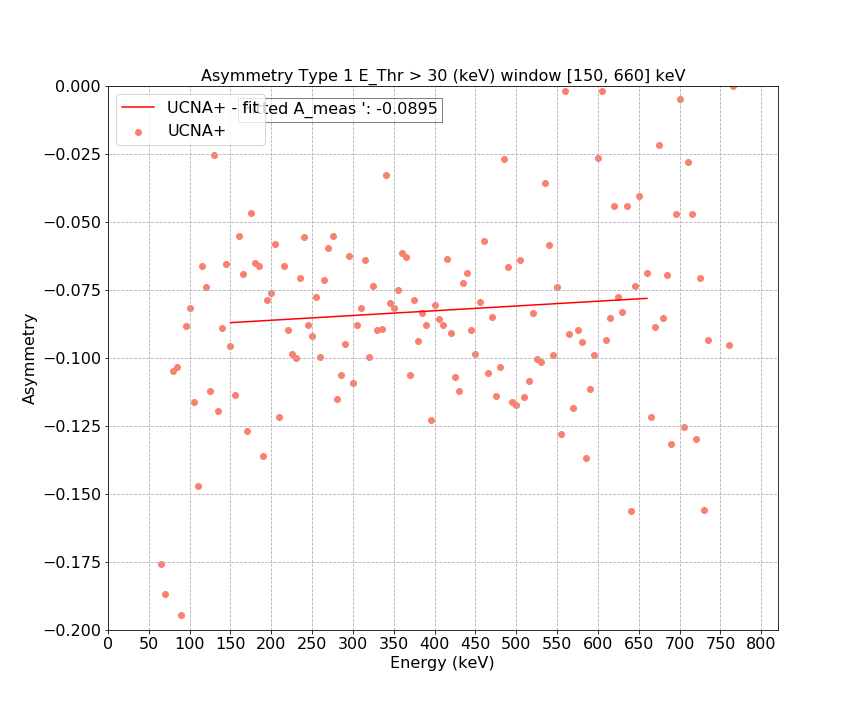 Asymmetry Type 1 E_Thr > 30 (keV) window [150, 660] keV
UCNA+ - fitted A_meas ': -0.0895
UCNA+
0.000
−0.025
−0.050
−0.075
−0.100
−0.125
−0.150
−0.175
−0.200
Asymmetry
0 50 100 150 200 250 300 350 400 450 500 550 600 650 700 750 800
Energy (keV)